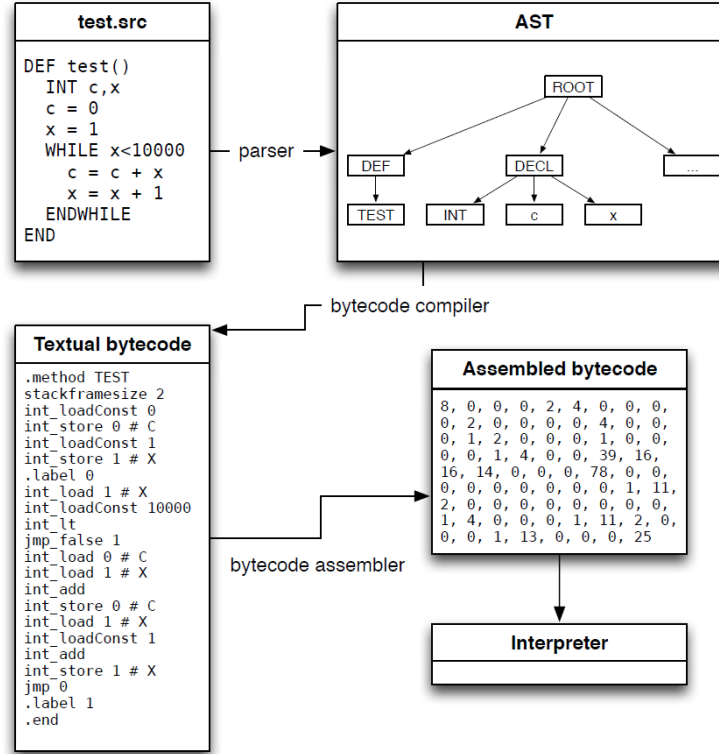 test.src
DEF test()
INT c,x
c = 0
x = 1
WHILE x<10000
c = c + x
x = x + 1
ENDWHILE
END
parser
AST
ROOT
DEF
DECL
...
TEST
INT
c
x
bytecode compiler
Textual bytecode
.method TEST
stackframesize 2
int_loadConst 0
int_store 0 # C
int_loadConst 1
int_store 1 # X
.label 0
int_load 1 # X
int_loadConst 10000
int_lt
jmp_false 1
int_load 0 # C
int_load 1 # X
int_add
int_store 0 # C
int_load 1 # X
int_loadConst 1
int_add
int_store 1 # X
jmp 0
.label 1
.end
bytecode assembler
Assembled bytecode
8, 0, 0, 0, 2, 4, 0, 0, 0,
0, 2, 0, 0, 0, 0, 4, 0, 0,
0, 1, 2, 0, 0, 0, 1, 0, 0,
0, 0, 1, 4, 0, 0, 39, 16,
16, 14, 0, 0, 0, 78, 0, 0,
0, 0, 0, 0, 0, 0, 0, 1, 11,
2, 0, 0, 0, 0, 0, 0, 0, 0,
1, 4, 0, 0, 0, 1, 11, 2, 0,
0, 0, 1, 13, 0, 0, 0, 25
Interpreter